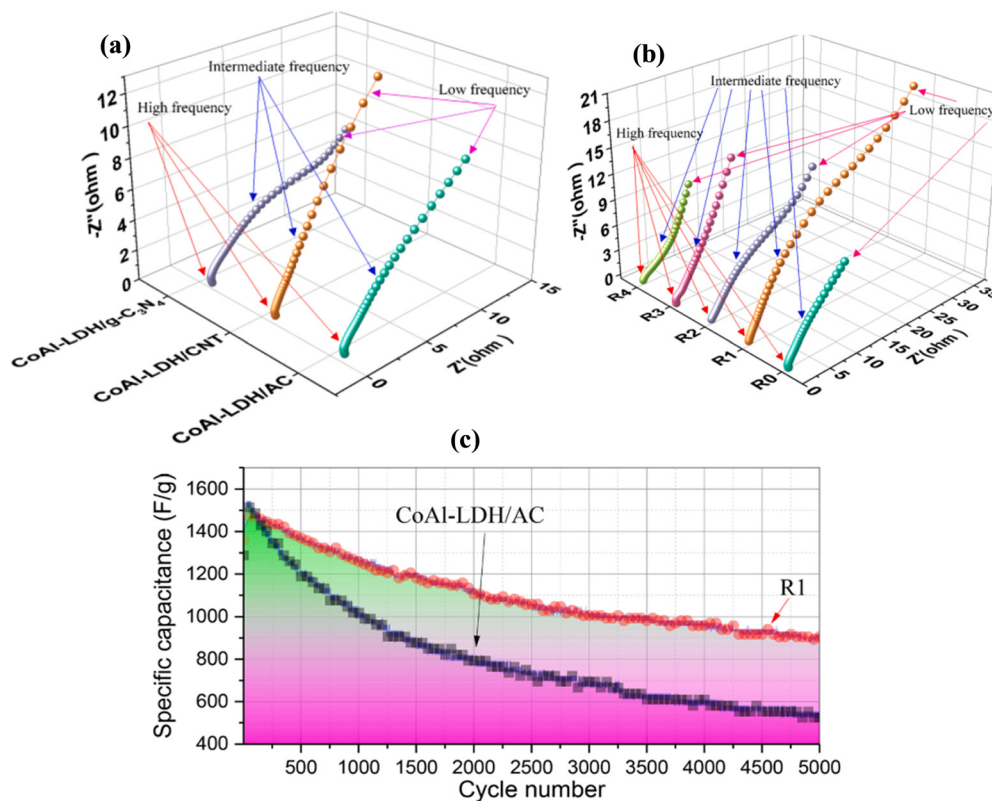 (a)
Intermediate frequency
High frequency
Low frequency
-Z"(ohm )
12
10
8
6
4
2
0
CoAl-LDH/g-C₃N₄
CoAl-LDH/CNT
CoAl-LDH/AC
0
5
10
15
Z'(ohm )
(b)
Intermediate frequency
High frequency
Low frequency
-Z"(ohm )
21
18
15
12
9
6
3
0
R4
R3
R2
R1
R0
0
5
10
15
20
25
30
Z'(ohm )
(c)
Specific capacitance (F/g)
1600
1400
1200
1000
800
600
400
CoAl-LDH/AC
R1
500 1000 1500 2000 2500 3000 3500 4000 4500 5000
Cycle number